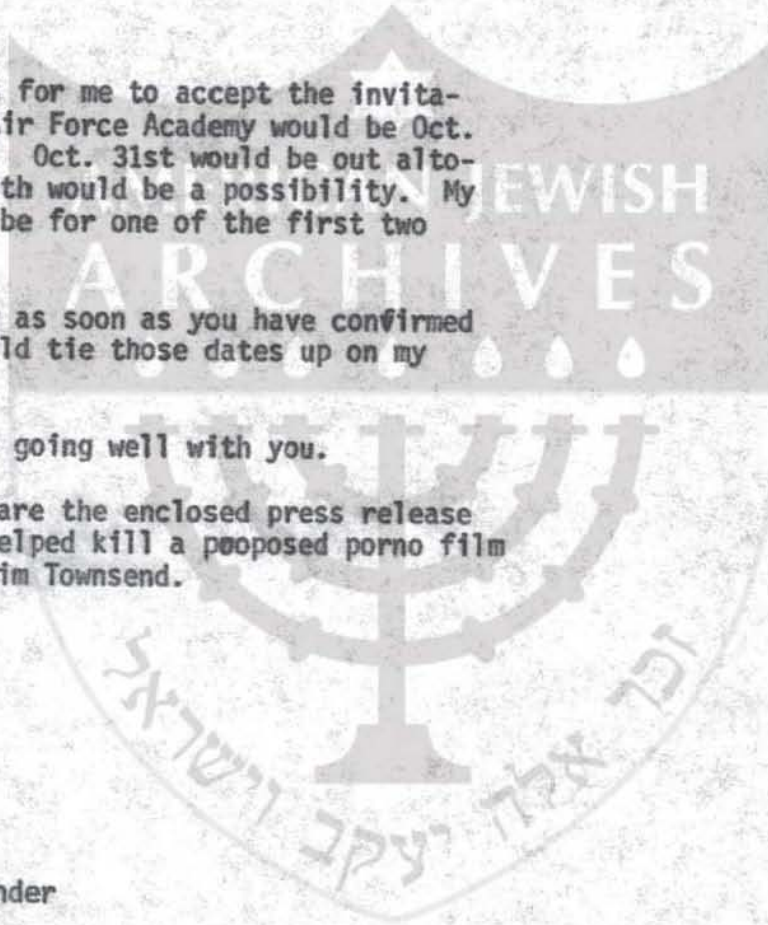 for me to accept the invita-
ir Force Academy would be Oct.
Oct. 31st would be out alto-
th would be a possibility. My
be for one of the first two
as soon as you have confirmed
ld tie those dates up on my
going well with you.
are the enclosed press release
elped kill a pooposed porno film
im Townsend.
nder
AMERICAN JEWISH
ARCHIVES
זכר אלה יעקב וישראל